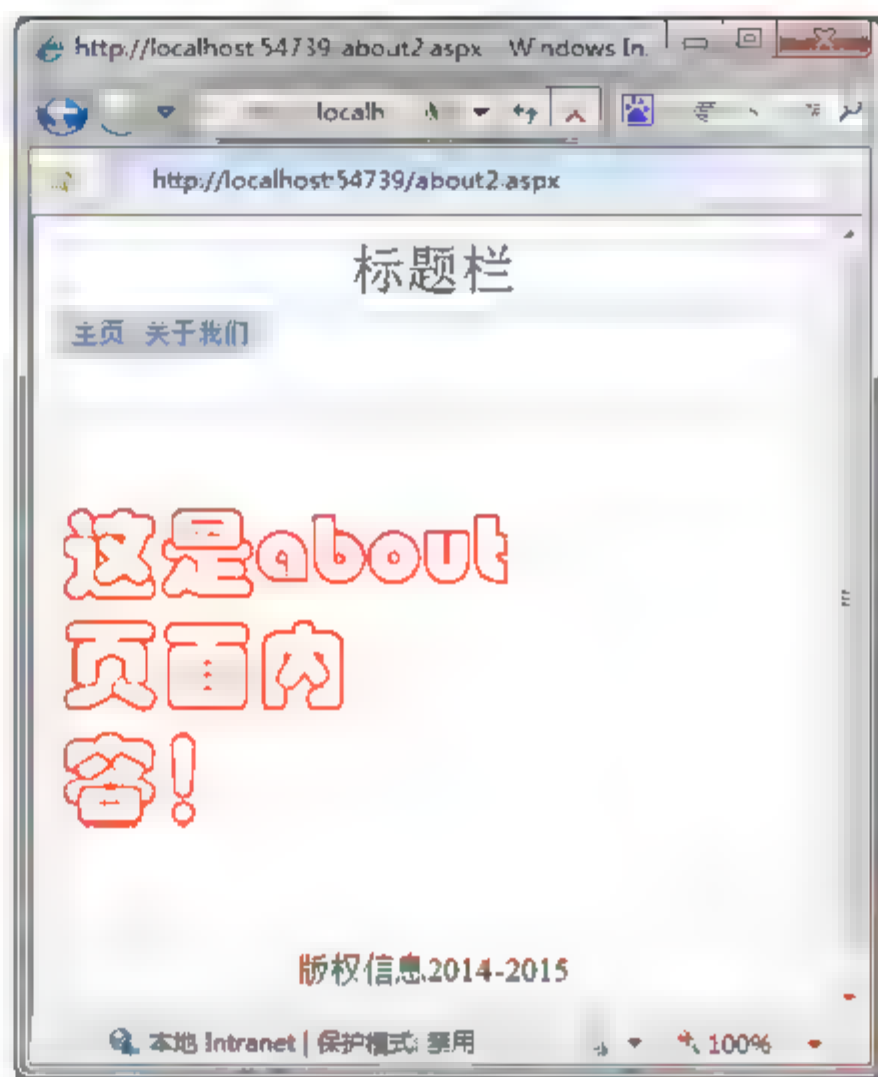 http://localhost:54739/about2.aspx - Windows In
localh
http://localhost:54739/about2.aspx
标题栏
主页 关于我们
这是about
页面内
容!
版权信息2014-2015
本地 Intranet | 保护模式: 禁用
100%